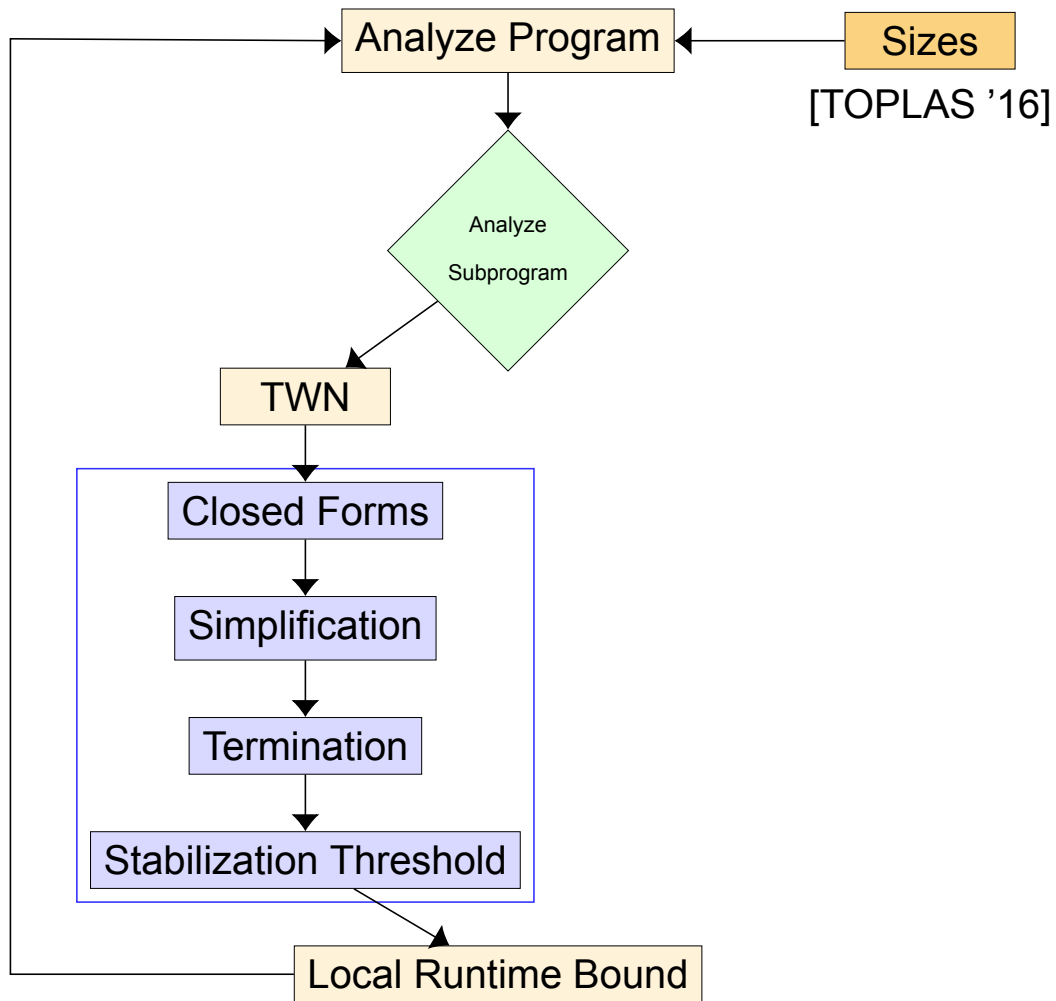 Analyze Program
Sizes
[TOPLAS '16]
Analyze
Subprogram
TWN
Closed Forms
Simplification
Termination
Stabilization Threshold
Local Runtime Bound